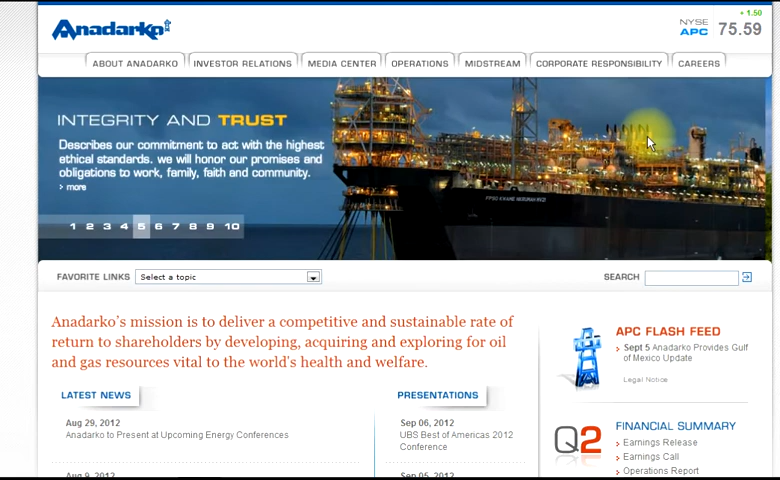 Anadarko
+ 1.50
NYSE
APC
75.59
ABOUT ANADARKO
INVESTOR RELATIONS
MEDIA CENTER
OPERATIONS
MIDSTREAM
CORPORATE RESPONSIBILITY
CAREERS
INTEGRITY AND TRUST
Describes our commitment to act with the highest
ethical standards. we will honor our promises and
obligations to work, family, faith and community.
> more
1 2 3 4 5 6 7 8 9 10
FAVORITE LINKS
Select a topic
SEARCH
Anadarko's mission is to deliver a competitive and sustainable rate of
return to shareholders by developing, acquiring and exploring for oil
and gas resources vital to the world's health and welfare.
LATEST NEWS
Aug 29, 2012
Anadarko to Present at Upcoming Energy Conferences
Aug 9, 2012
PRESENTATIONS
Sep 06, 2012
UBS Best of Americas 2012
Conference
Sep 05, 2012
APC FLASH FEED
Sept 5 Anadarko Provides Gulf
of Mexico Update
Legal Notice
Q2
FINANCIAL SUMMARY
Earnings Release
Earnings Call
Operations Report